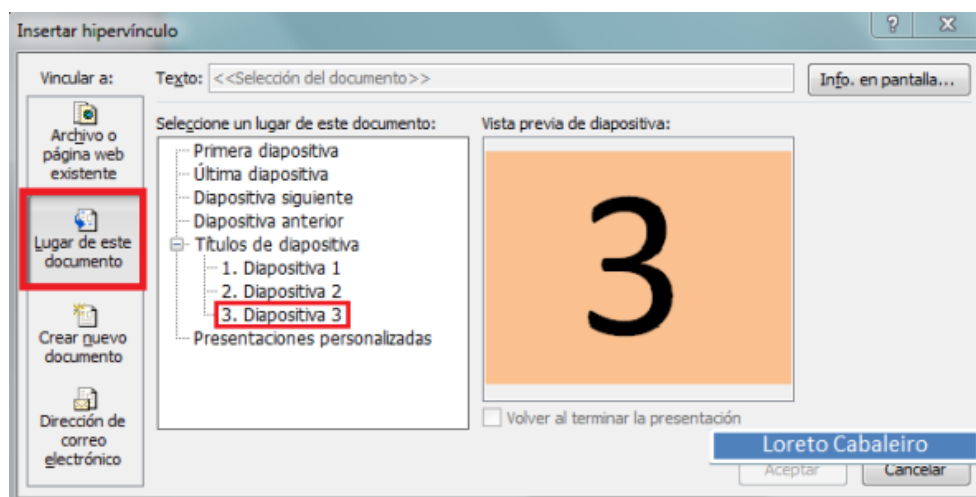 Insertar hipervínculo
Vincular a:
Texto: <<Selección del documento>>
Info. en pantalla...
Archivo o
página web
existente
Lugar de este
documento
Crear nuevo
documento
Dirección de
correo
electrónico
Seleccione un lugar de este documento:
Primera diapositiva
Última diapositiva
Diapositiva siguiente
Diapositiva anterior
Títulos de diapositiva
1. Diapositiva 1
2. Diapositiva 2
3. Diapositiva 3
Presentaciones personalizadas
Vista previa de diapositiva:
3
Volver al terminar la presentación
Loreto Cabaleiro
Aceptar
Cancelar